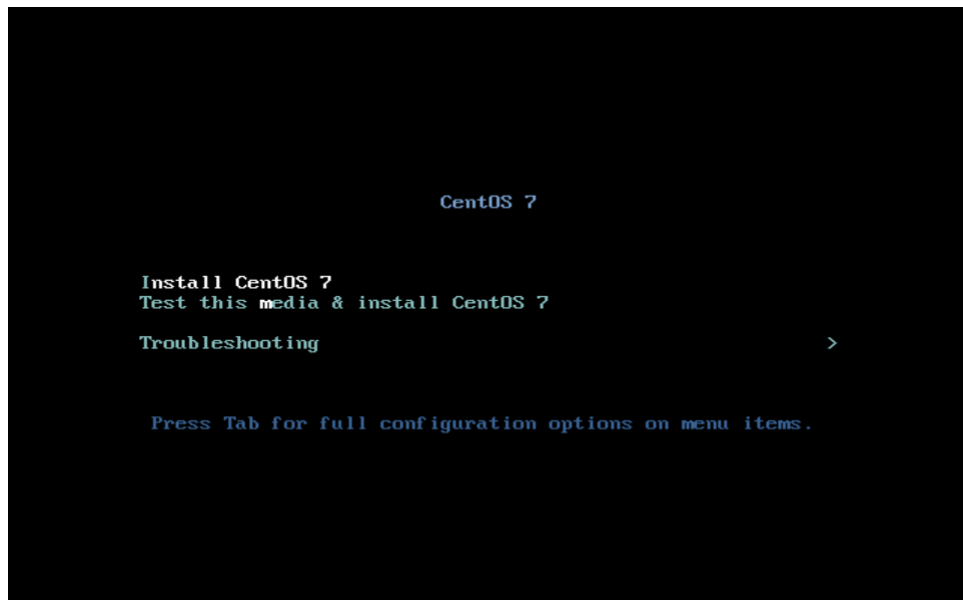 CentOS 7
Install CentOS 7
Test this media & install CentOS 7
Troubleshooting >
Press Tab for full configuration options on menu items.